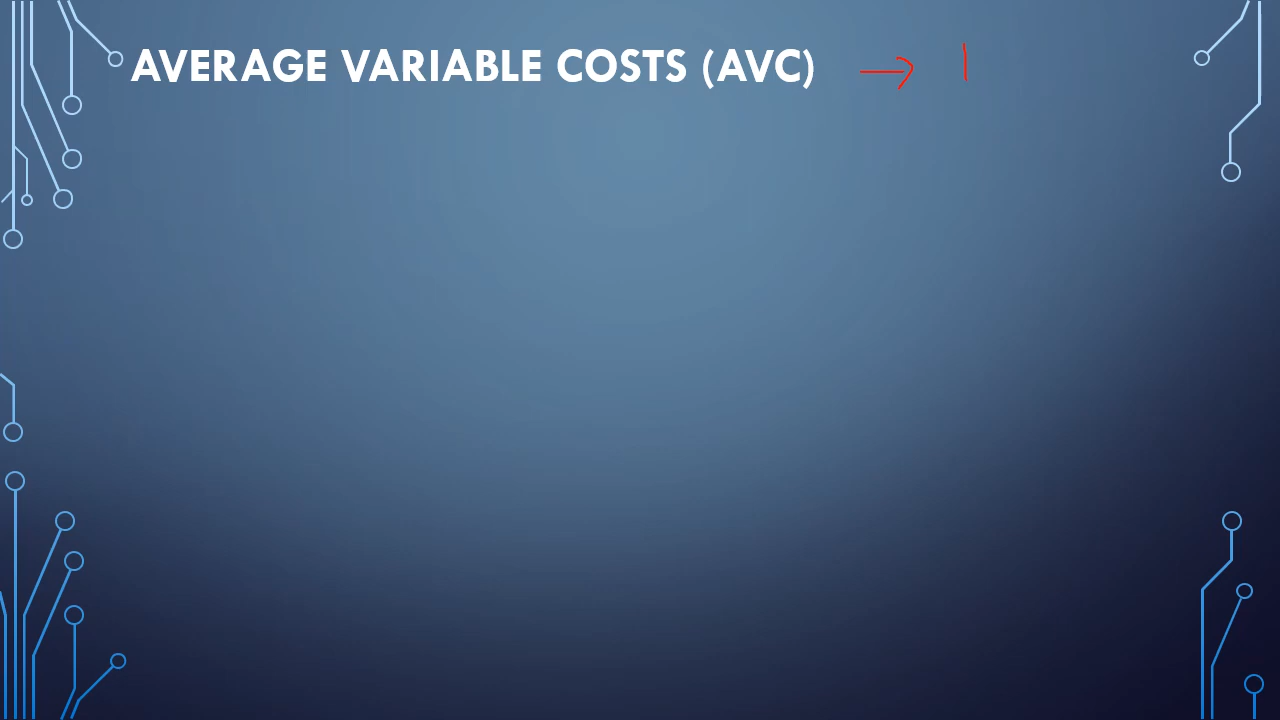 AVERAGE VARIABLE COSTS (AVC) →